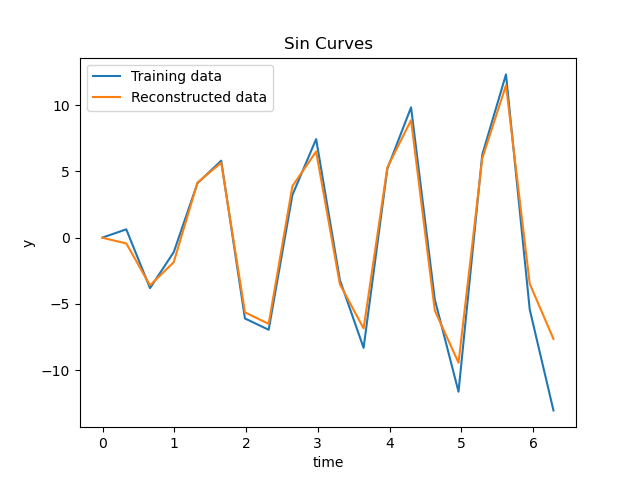 Sin Curves
Training data
Reconstructed data
10
5
0
−5
−10
y
0 1 2 3 4 5 6
time